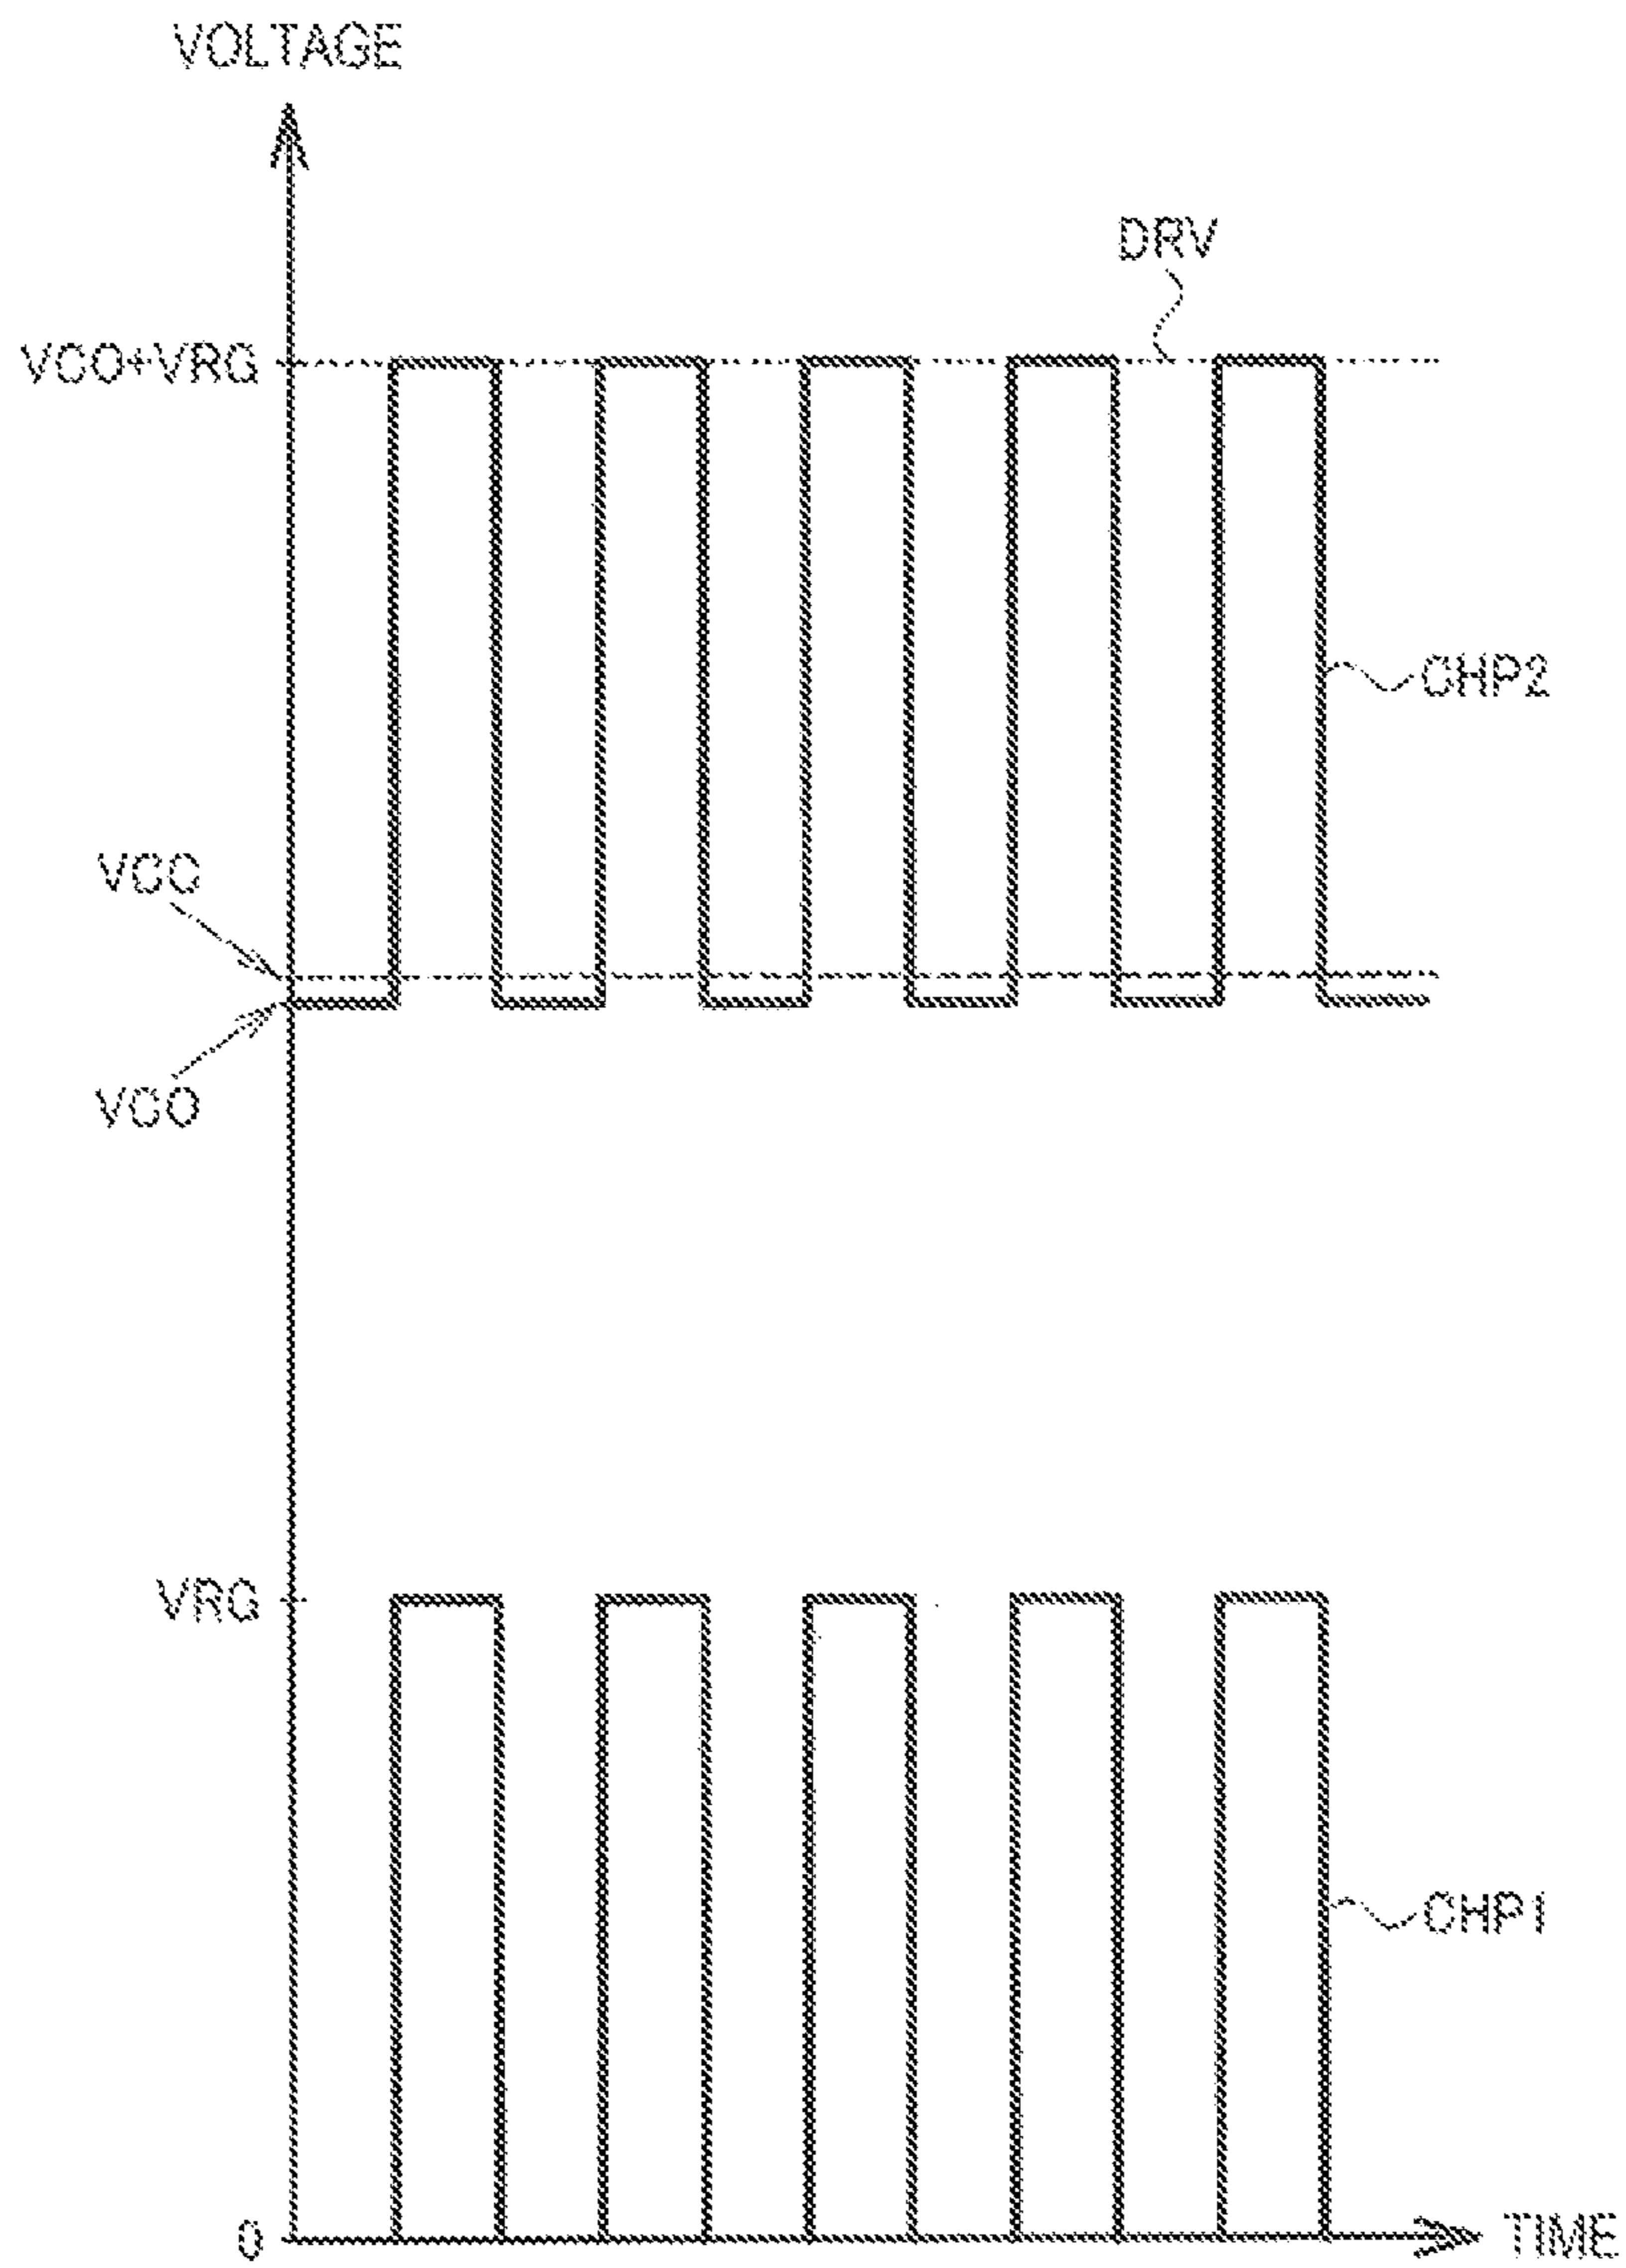 VOLTAGE
DRV
VCO+VRG
CHP2
VCC
VCO
VRG
CHP1
0
TIME